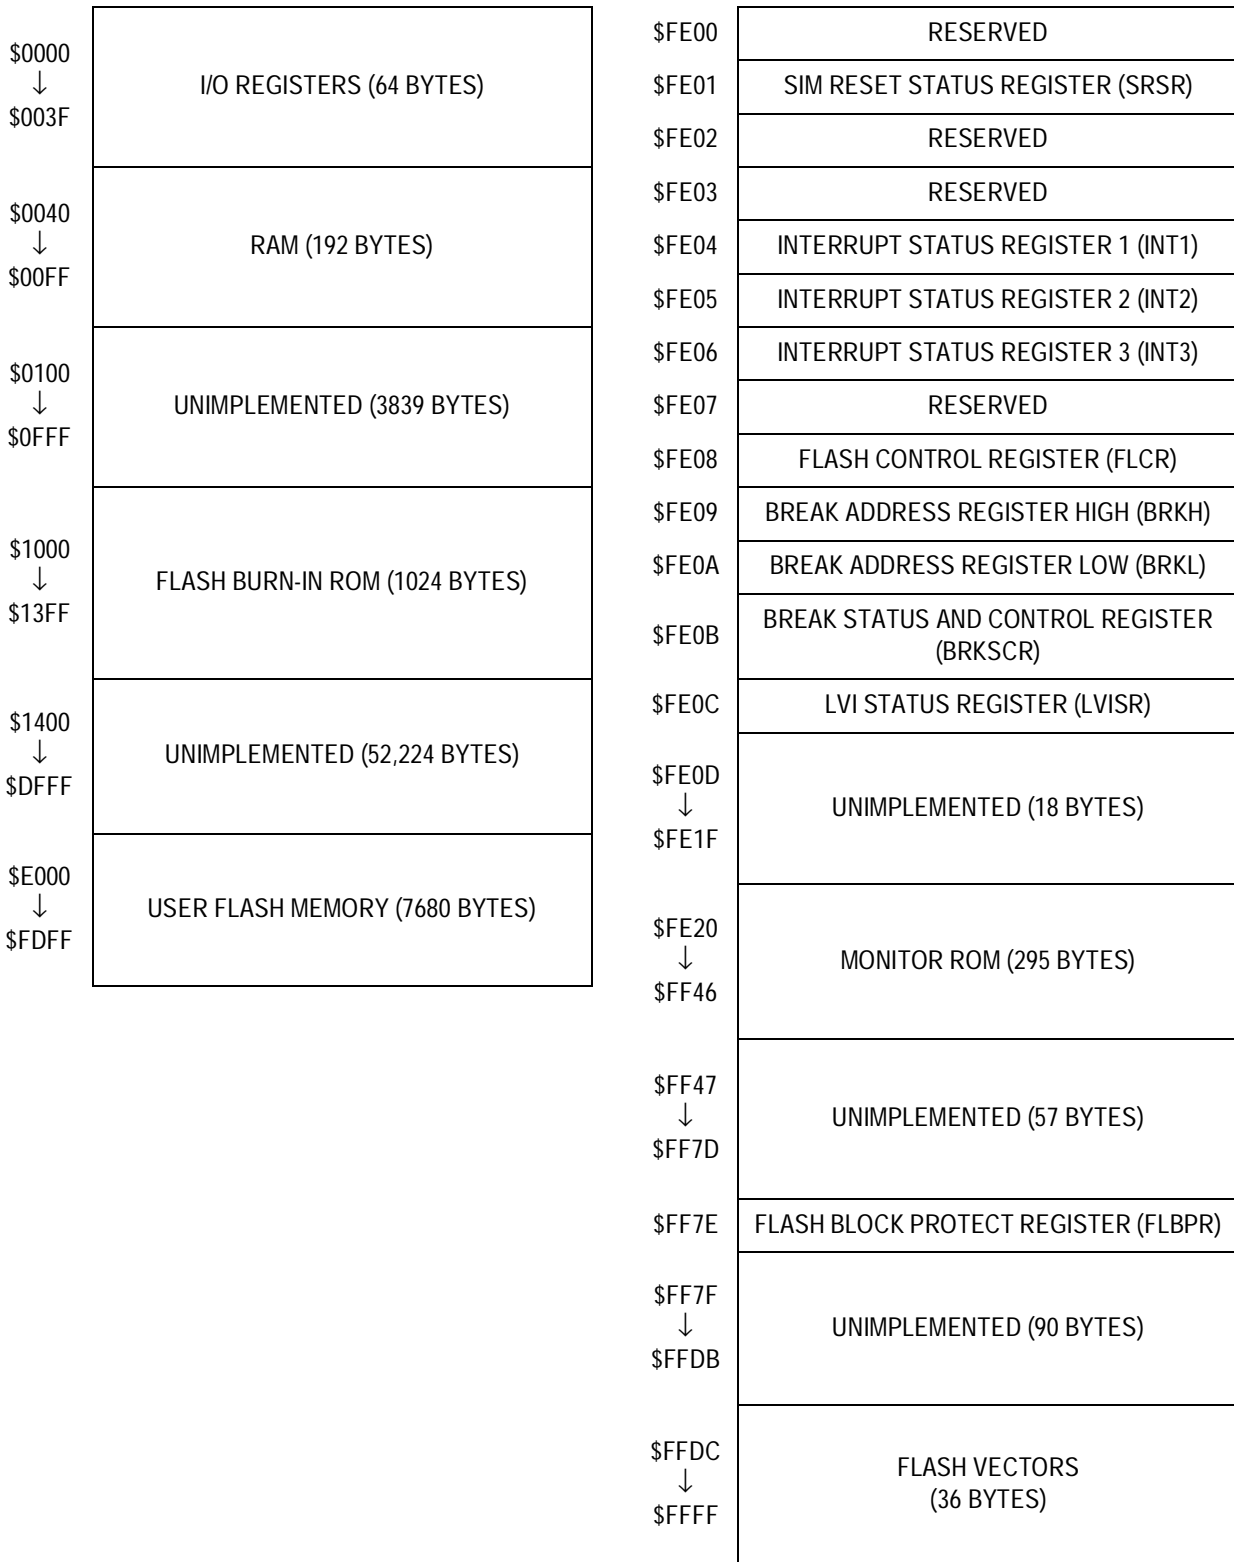 $0000
↓
$003F
I/O REGISTERS (64 BYTES)
$0040
↓
$00FF
RAM (192 BYTES)
$0100
↓
$0FFF
UNIMPLEMENTED (3839 BYTES)
$1000
↓
$13FF
FLASH BURN-IN ROM (1024 BYTES)
$1400
↓
$DFFF
UNIMPLEMENTED (52,224 BYTES)
$E000
↓
$FDFF
USER FLASH MEMORY (7680 BYTES)
$FE00 RESERVED
$FE01 SIM RESET STATUS REGISTER (SRSR)
$FE02 RESERVED
$FE03 RESERVED
$FE04 INTERRUPT STATUS REGISTER 1 (INT1)
$FE05 INTERRUPT STATUS REGISTER 2 (INT2)
$FE06 INTERRUPT STATUS REGISTER 3 (INT3)
$FE07 RESERVED
$FE08 FLASH CONTROL REGISTER (FLCR)
$FE09 BREAK ADDRESS REGISTER HIGH (BRKH)
$FE0A BREAK ADDRESS REGISTER LOW (BRKL)
$FE0B BREAK STATUS AND CONTROL REGISTER
(BRKSCR)
$FE0C LVI STATUS REGISTER (LVISR)
$FE0D
↓
$FE1F
UNIMPLEMENTED (18 BYTES)
$FE20
↓
$FF46
MONITOR ROM (295 BYTES)
$FF47
↓
$FF7D
UNIMPLEMENTED (57 BYTES)
$FF7E FLASH BLOCK PROTECT REGISTER (FLBPR)
$FF7F
↓
$FFDB
UNIMPLEMENTED (90 BYTES)
$FFDC
↓
$FFFF
FLASH VECTORS
(36 BYTES)